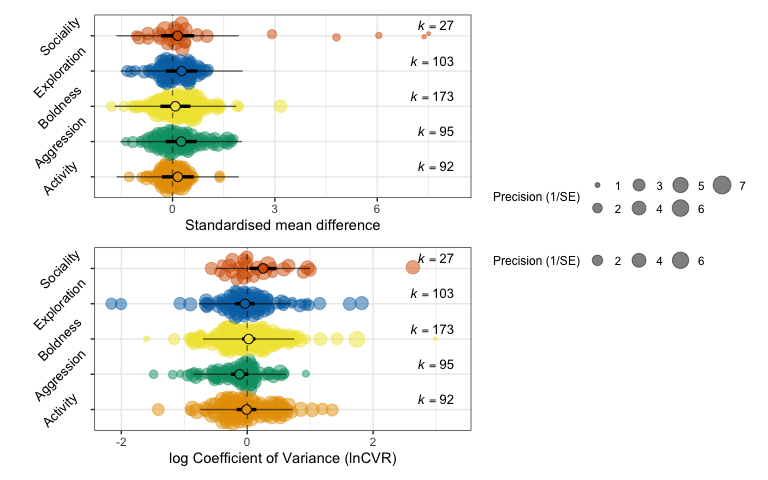 Sociality
k = 27
Exploration
k = 103
Boldness
k = 173
Aggression
k = 95
Activity
k = 92
0 3 6
Standardised mean difference
Precision (1/SE) 1 3 5 7
2 4 6
Sociality
k = 27
Exploration
k = 103
Boldness
k = 173
Aggression
k = 95
Activity
k = 92
-2 0 2
log Coefficient of Variance (lnCVR)
Precision (1/SE) 2 4 6